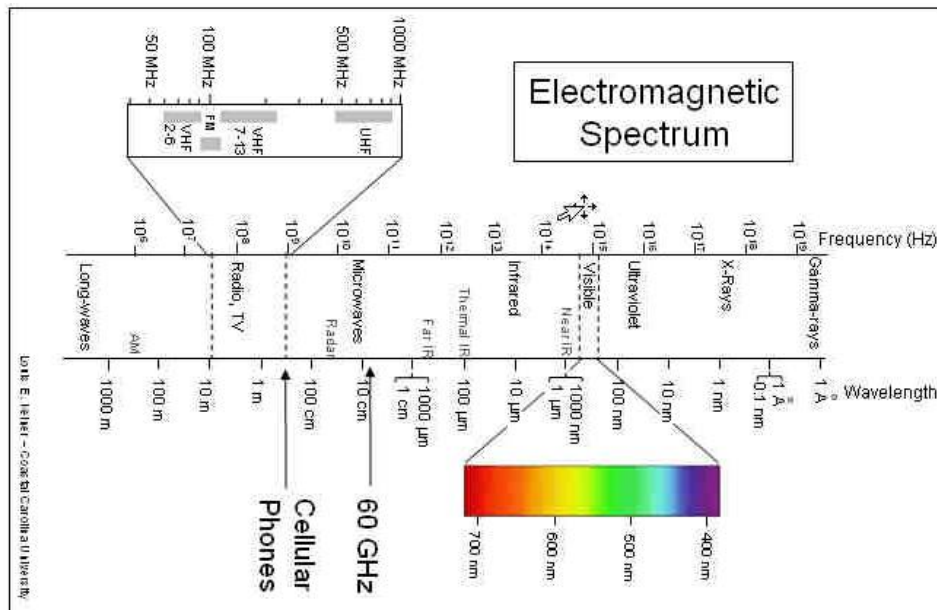 50 MHz
100 MHz
500 MHz
1000 MHz
VHF
2-6
FM
VHF
7-13
UHF
Electromagnetic
Spectrum
10⁶
10⁷
10⁸
10⁹
10¹⁰
10¹¹
10¹²
10¹³
10¹⁴
10¹⁵
10¹⁶
10¹⁷
10¹⁸
10¹⁹
Frequency (Hz)
Long-waves
Radio, TV
Microwaves
Infrared
Visible
Ultraviolet
X-Rays
Gamma-rays
AM
Radar
Far IR
Thermal IR
Near IR
1000 m
100 m
10 m
1 m
100 cm
10 cm
1 cm
1000 µm
100 µm
10 µm
1 µm
1000 nm
100 nm
10 nm
1 nm
0.1 nm
1 Å
1 Å
Wavelength
Cellular
Phones
60 GHz
700 nm
600 nm
500 nm
400 nm
Coastal Carolina University